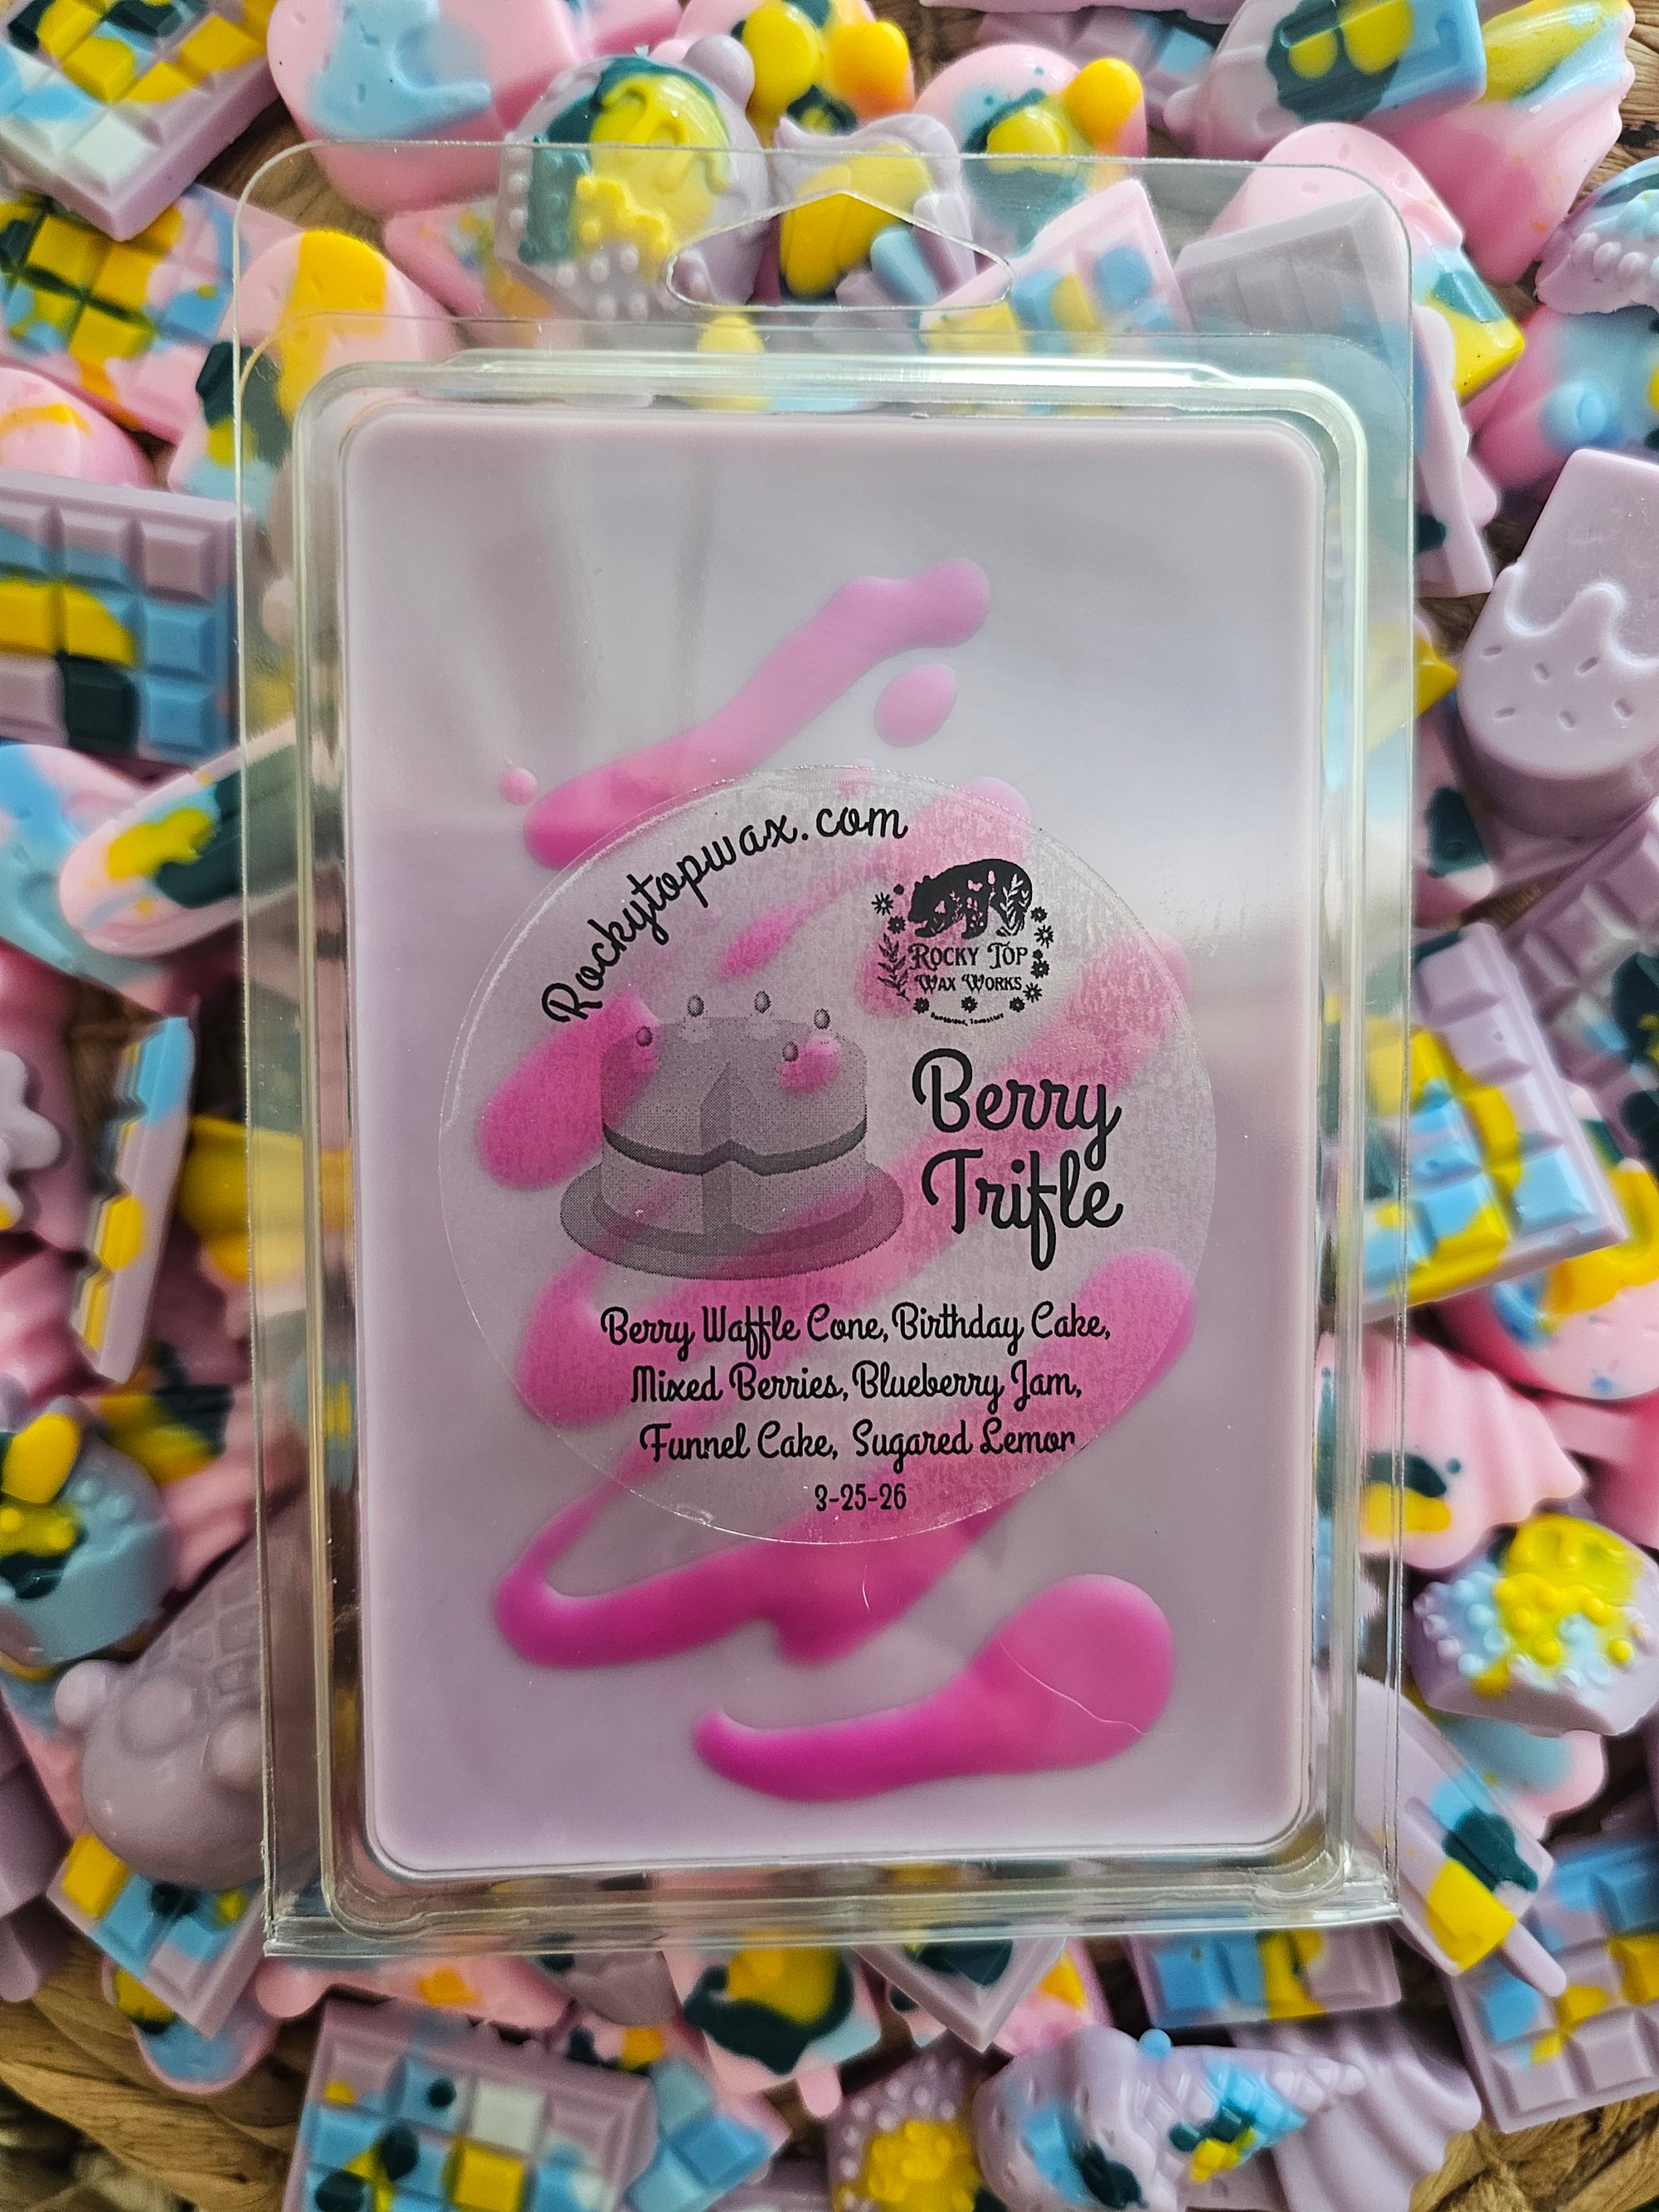 Rockytopwax.com
Rocky Top
Wax Works
Berry
Trifle
Berry Waffle Cone, Birthday Cake,
Mixed Berries, Blueberry Jam,
Funnel Cake, Sugared Lemon
3-25-26